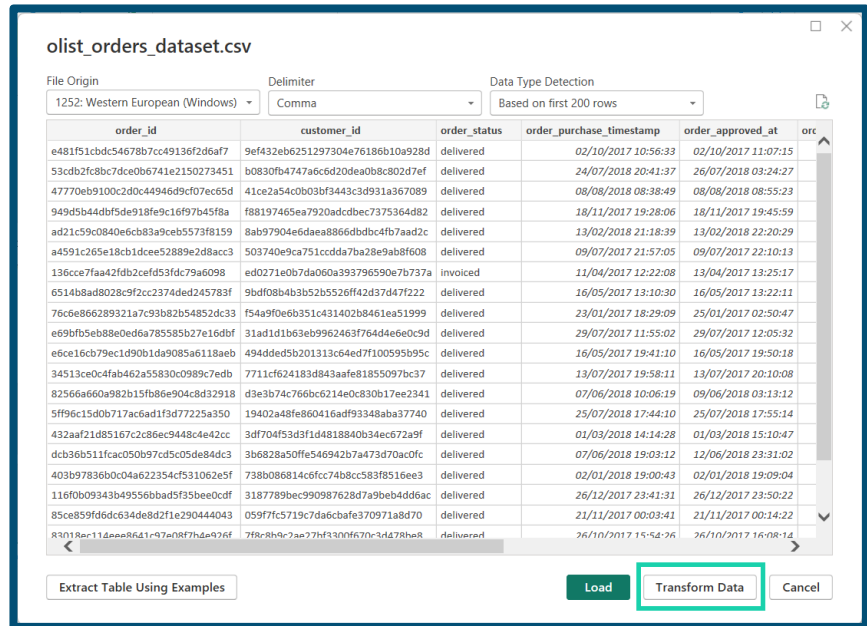 olist_orders_dataset.csv
File Origin Delimiter Data Type Detection
1252: Western European (Windows) Comma Based on first 200 rows
order_id customer_id order_status order_purchase_timestamp order_approved_at orc
e481f51cbdc54678b7cc49136f2d6af7 9ef432eb6251297304e76186b10a928d delivered 02/10/2017 10:56:33 02/10/2017 11:07:15
53cdb2fc8bc7dce0b6741e2150273451 b0830fb4747a6c6d20dea0b8c802d7ef delivered 24/07/2018 20:41:37 26/07/2018 03:24:27
47770eb9100c2d0c44946d9cf07ec65d 41ce2a54c0b03bf3443c3d931a367089 delivered 08/08/2018 08:38:49 08/08/2018 08:55:23
949d5b44dbf5de918fe9c16f97b45f8a f88197465ea7920adcdbec7375364d82 delivered 18/11/2017 19:28:06 18/11/2017 19:45:59
ad21c59c0840e6cb83a9ceb5573f8159 8ab97904e6daea8866dbdbc4fb7aad2c delivered 13/02/2018 21:18:39 13/02/2018 22:20:29
a4591c265e18cb1dcee52889e2d8acc3 503740e9ca751ccdda7ba28e9ab8f608 delivered 09/07/2017 21:57:05 09/07/2017 22:10:13
136cce7faa42fdb2cefd53fdc79a6098 ed0271e0b7da060a393796590e7b737a invoiced 11/04/2017 12:22:08 13/04/2017 13:25:17
6514b8ad8028c9f2cc2374ded245783f 9bdf08b4b3b52b5526ff42d37d47f222 delivered 16/05/2017 13:10:30 16/05/2017 13:22:11
76c6e866289321a7c93b82b54852dc33 f54a9f0e6b351c431402b8461ea51999 delivered 23/01/2017 18:29:09 25/01/2017 02:50:47
e69bfb5eb88e0ed6a785585b27e16dbf 31ad1d1b63eb9962463f764d4e6e0c9d delivered 29/07/2017 11:55:02 29/07/2017 12:05:32
e6ce16cb79ec1d90b1da9085a6118aeb 494dded5b201313c64ed7f100595b95c delivered 16/05/2017 19:41:10 16/05/2017 19:50:18
34513ce0c4fab462a55830c0989c7edb 7711cf624183d843aafe81855097bc37 delivered 13/07/2017 19:58:11 13/07/2017 20:10:08
82566a660a982b15fb86e904c8d32918 d3e3b74c766bc6214e0c830b17ee2341 delivered 07/06/2018 10:06:19 09/06/2018 03:13:12
5ff96c15d0b717ac6ad1f3d77225a350 19402a48fe860416adf93348aba37740 delivered 25/07/2018 17:44:10 25/07/2018 17:55:14
432aaf21d85167c2c86ec9448c4e42cc 3df704f53d3f1d4818840b34ec672a9f delivered 01/03/2018 14:14:28 01/03/2018 15:10:47
dcb36b511fcac050b97cd5c05de84dc3 3b6828a50ffe546942b7a473d70ac0fc delivered 07/06/2018 19:03:12 12/06/2018 23:31:02
403b97836b0c04a622354cf531062e5f 738b086814c6fcc74b8cc583f8516ee3 delivered 02/01/2018 19:00:43 02/01/2018 19:09:04
116f0b09343b49556bbad5f35bee0cdf 3187789bec990987628d7a9beb4dd6ac delivered 26/12/2017 23:41:31 26/12/2017 23:50:22
85ce859fd6dc634de8d2f1e290444043 059f7fc5719c7da6cbafe370971a8d70 delivered 21/11/2017 00:03:41 21/11/2017 00:14:22
83018ec114eee8641c97e08f7b4e926f 7f8c8b9c2ae27bf3300f670c3d478be8 delivered 26/10/2017 15:54:26 26/10/2017 16:08:14
Extract Table Using Examples Load Transform Data Cancel